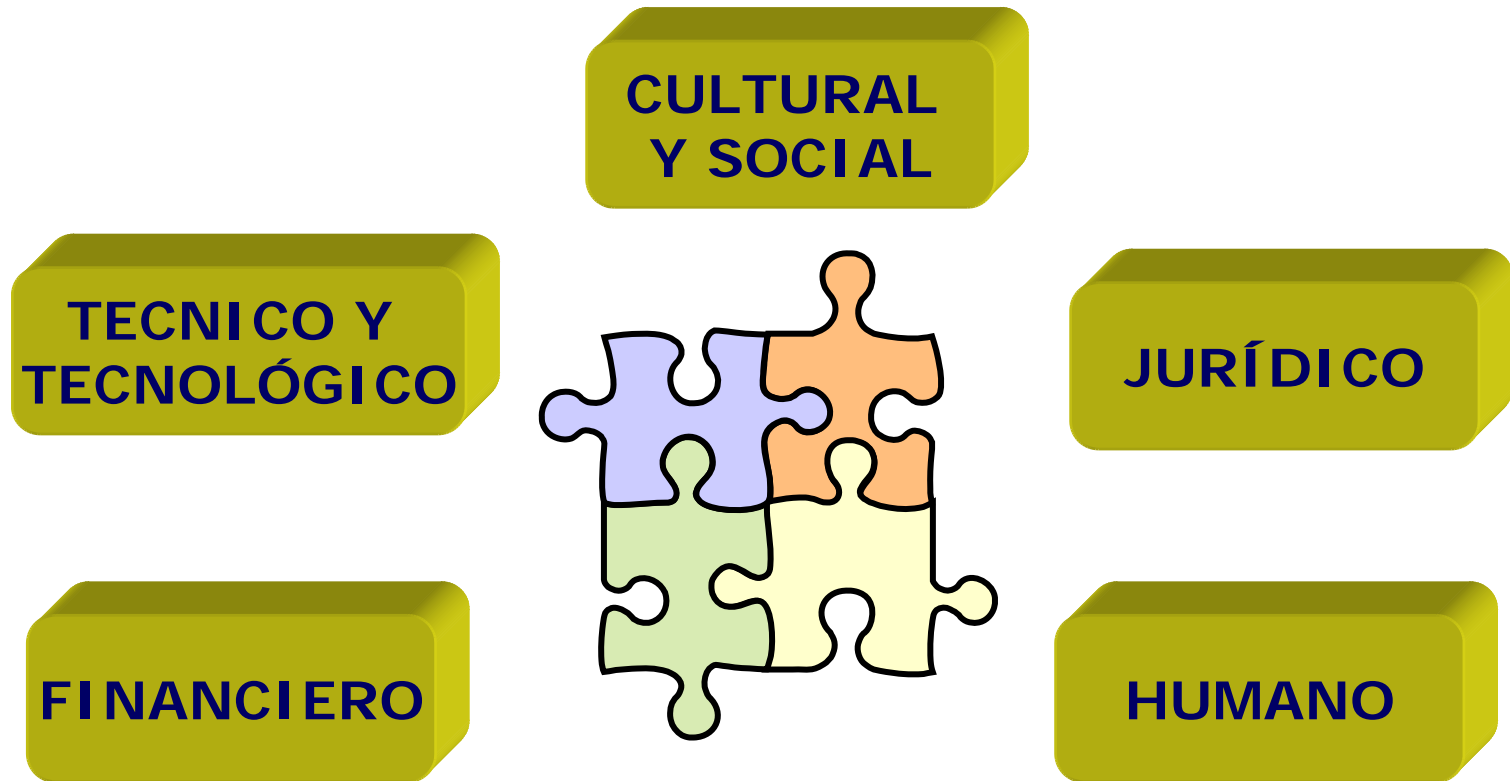 CULTURAL
Y SOCIAL
TECNICO Y
TECNOLÓGICO
JURÍDICO
FINANCIERO
HUMANO